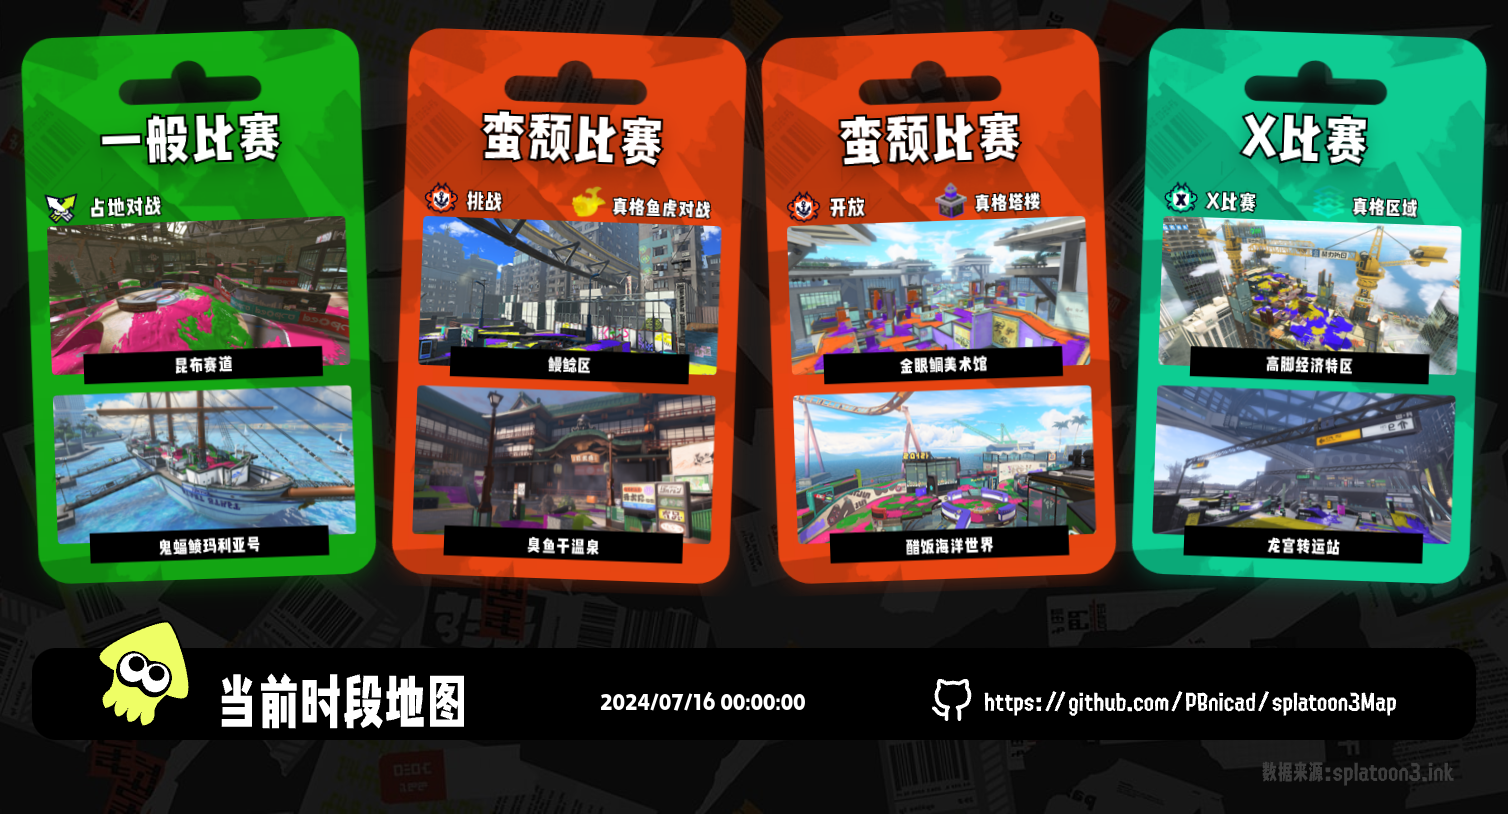 一般比赛
占地对战
昆布赛道
鬼蝠鲼玛利亚号
蛮颓比赛
挑战
真格鱼虎对战
鳗鲶区
臭鱼干温泉
蛮颓比赛
开放
真格塔楼
金眼鲷美术馆
醋饭海洋世界
X比赛
X比赛
真格区域
高脚经济特区
龙宫转运站
当前时段地图
2024/07/16 00:00:00
https://github.com/PBnicad/splatoon3Map
数据来源:splatoon3.ink